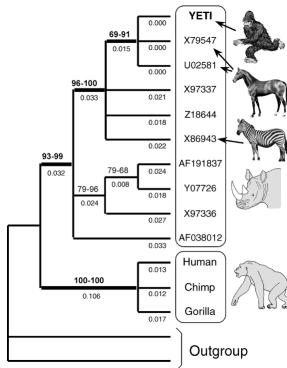 69-91
0.000
YETI
0.015
0.000
X79547
96-100
0.000
U02581
0.033
0.021
X97337
0.018
Z18644
0.022
X86943
93-99
79-68
0.024
AF191837
0.032
79-96
0.008
0.018
Y07726
0.024
0.027
X97336
0.033
AF038012
Human
0.013
100-100
0.012
Chimp
0.106
Gorilla
0.017
Outgroup